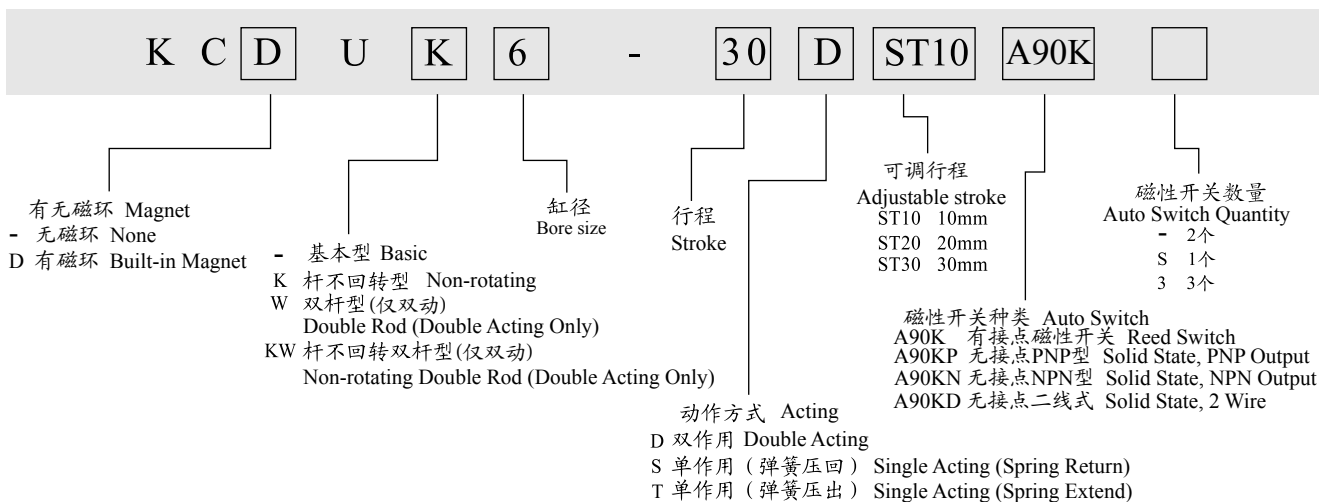 K C D U K 6 - 30 D ST10 A90K
有无磁环 Magnet
- 无磁环 None
D 有磁环 Built-in Magnet
- 基本型 Basic
K 杆不回转型 Non-rotating
W 双杆型(仅双动)
Double Rod (Double Acting Only)
KW 杆不回转双杆型(仅双动)
Non-rotating Double Rod (Double Acting Only)
缸径
Bore size
行程
Stroke
动作方式 Acting
D 双作用 Double Acting
S 单作用（弹簧压回） Single Acting (Spring Return)
T 单作用（弹簧压出） Single Acting (Spring Extend)
可调行程
Adjustable stroke
ST10 10mm
ST20 20mm
ST30 30mm
磁性开关种类 Auto Switch
A90K 有接点磁性开关 Reed Switch
A90KP 无接点PNP型 Solid State, PNP Output
A90KN 无接点NPN型 Solid State, NPN Output
A90KD 无接点二线式 Solid State, 2 Wire
磁性开关数量
Auto Switch Quantity
- 2个
S 1个
3 3个